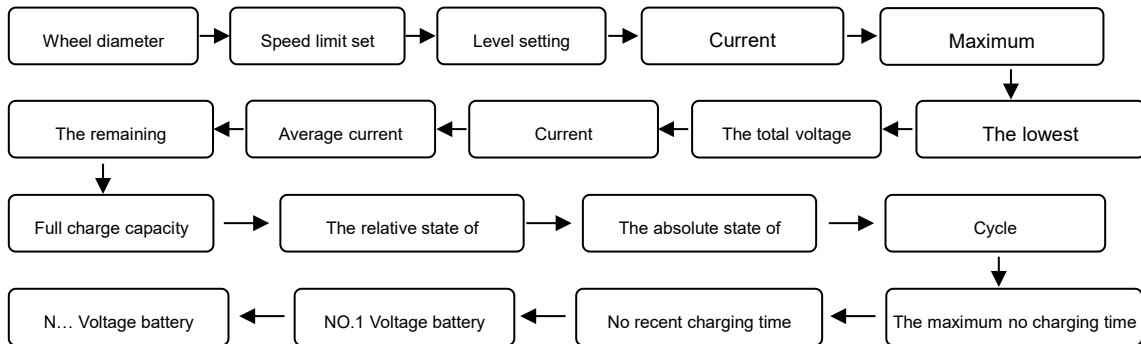 Wheel diameter
Speed limit set
Level setting
Current
Maximum
The lowest
The total voltage
Current
Average current
The remaining
Full charge capacity
The relative state of
The absolute state of
Cycle
The maximum no charging time
No recent charging time
NO.1 Voltage battery
N… Voltage battery